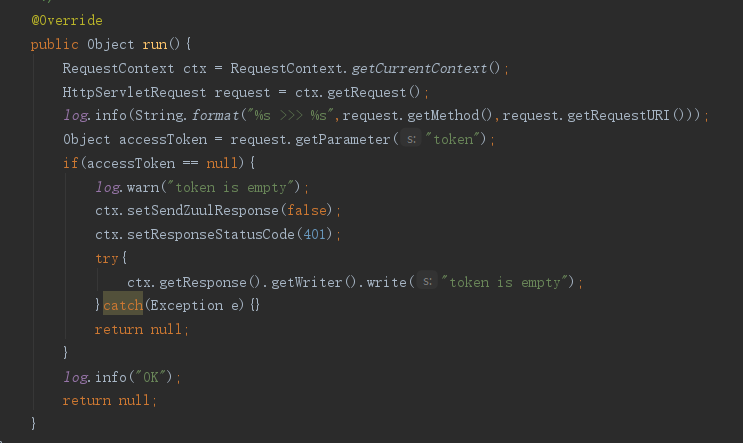 @Override
public Object run(){
RequestContext ctx = RequestContext.getCurrentContext();
HttpServletRequest request = ctx.getRequest();
log.info(String.format("%s >>> %s",request.getMethod(),request.getRequestURI()));
Object accessToken = request.getParameter( s: "token");
if(accessToken == null){
log.warn("token is empty");
ctx.setSendZuulResponse(false);
ctx.setResponseStatusCode(401);
try{
ctx.getResponse().getWriter().write( s: "token is empty");
}catch(Exception e){}
return null;
}
log.info("OK");
return null;
}